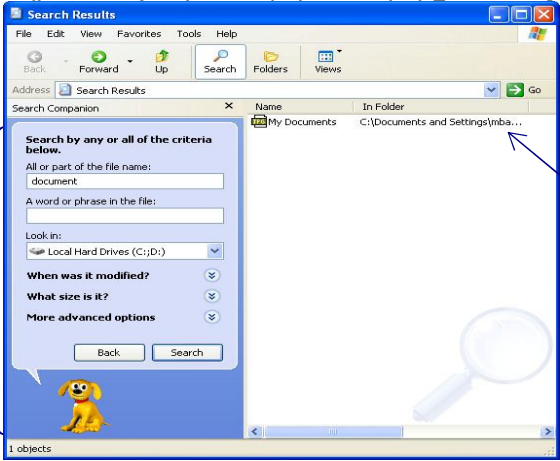 Search Results
File Edit View Favorites Tools Help
Back Forward Up Search Folders Views
Address Search Results Go
Search Companion
Name In Folder
JPG My Documents C:\Documents and Settings\mba...
Search by any or all of the criteria
below.
All or part of the file name:
document
A word or phrase in the file:
Look in:
Local Hard Drives (C:;D:)
When was it modified?
What size is it?
More advanced options
Back Search
1 objects